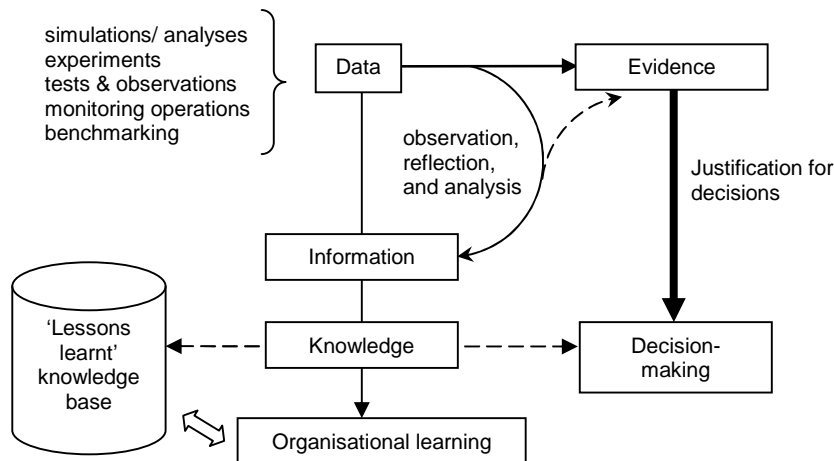 simulations/ analyses
experiments
tests & observations
monitoring operations
benchmarking
Data
Evidence
observation,
reflection,
and analysis
Justification for
decisions
Information
‘Lessons
learnt’
knowledge
base
Knowledge
Decision-
making
Organisational learning